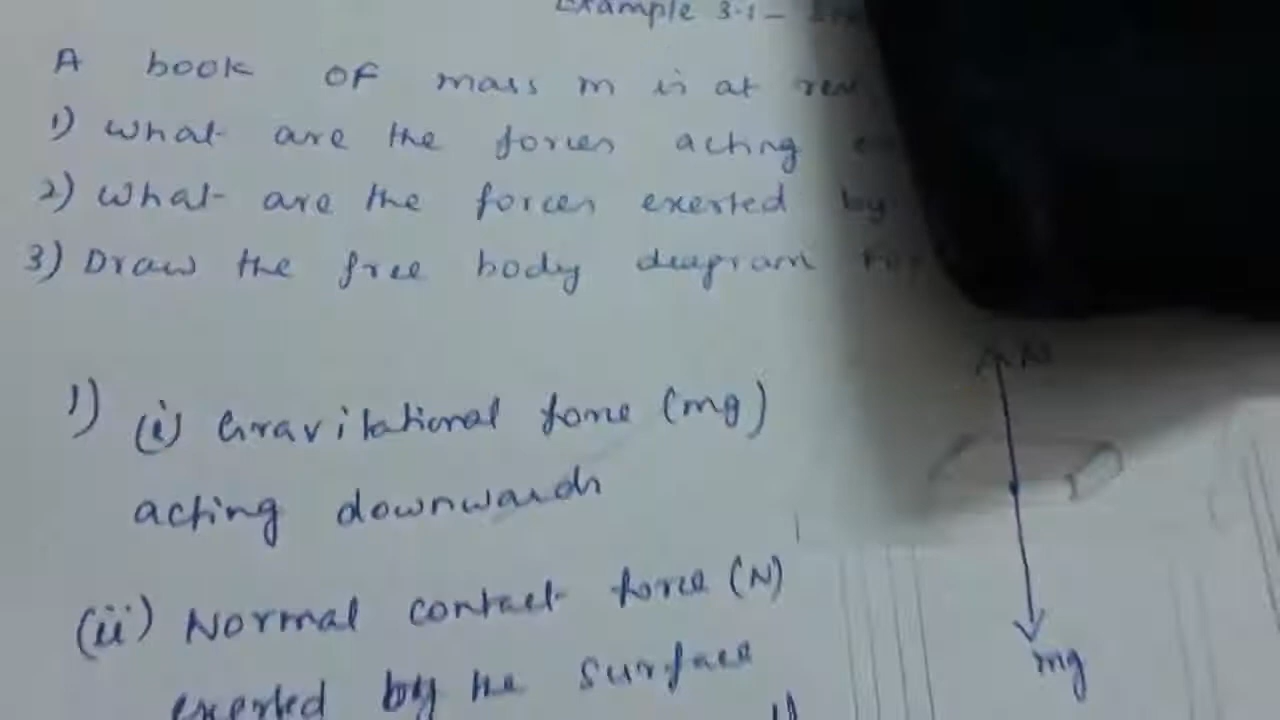 Example 3.1 –
A book OF mass m is at
1) What are the forces acting
2) What are the forces exerted by
3) Draw the free body diagram
1) (i) Gravitational force (mg)
acting downwards
(ii) Normal contact force (N)
exerted by the surface
N
mg